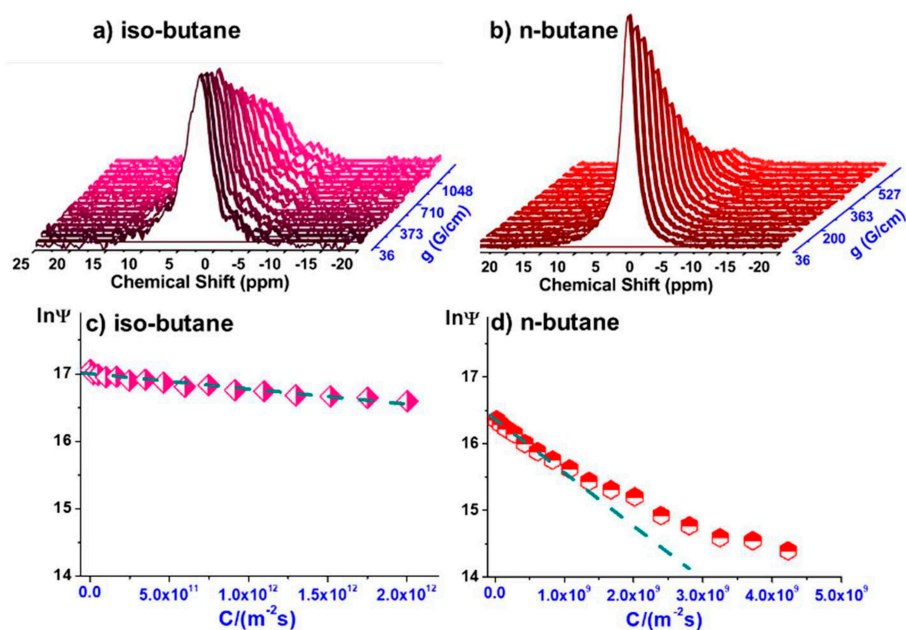 a) iso-butane
b) n-butane
25 20 15 10 5 0 -5 -10 -15 -20
Chemical Shift (ppm)
36 373 710 1048
g (G/cm)
20 15 10 5 0 -5 -10 -15 -20
Chemical Shift (ppm)
36 200 363 527
g (G/cm)
lnΨ
c) iso-butane
17
16
15
14
0.0 5.0x10¹¹ 1.0x10¹² 1.5x10¹² 2.0x10¹²
C/(m⁻²s)
lnΨ
d) n-butane
17
16
15
14
0.0 1.0x10⁹ 2.0x10⁹ 3.0x10⁹ 4.0x10⁹ 5.0x10⁹
C/(m⁻²s)